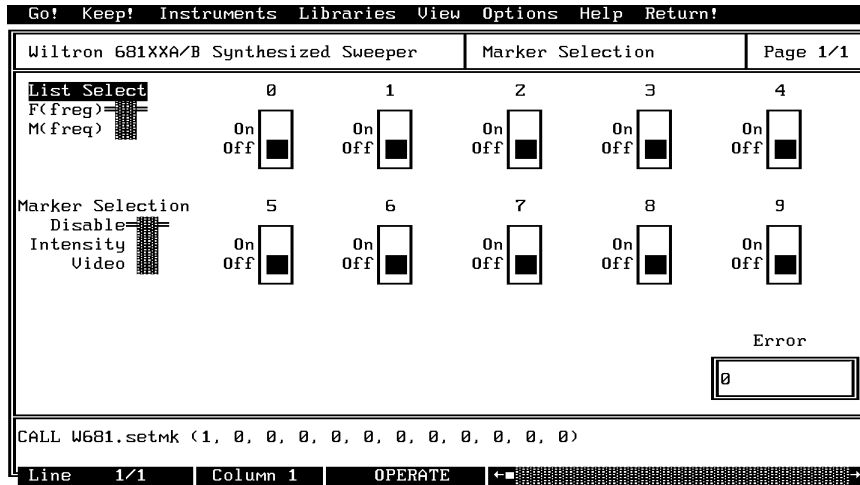 Go! Keep! Instruments Libraries View Options Help Return!
Wiltron 681XXA/B Synthesized Sweeper Marker Selection Page 1/1
List Select 0 1 2 3 4
F(freg)
M(freq) On On On On On
Off Off Off Off Off
Marker Selection 5 6 7 8 9
Disable
Intensity On On On On On
Video Off Off Off Off Off
Error
0
CALL W681.setmk (1, 0, 0, 0, 0, 0, 0, 0, 0, 0, 0, 0)
Line 1/1 Column 1 OPERATE